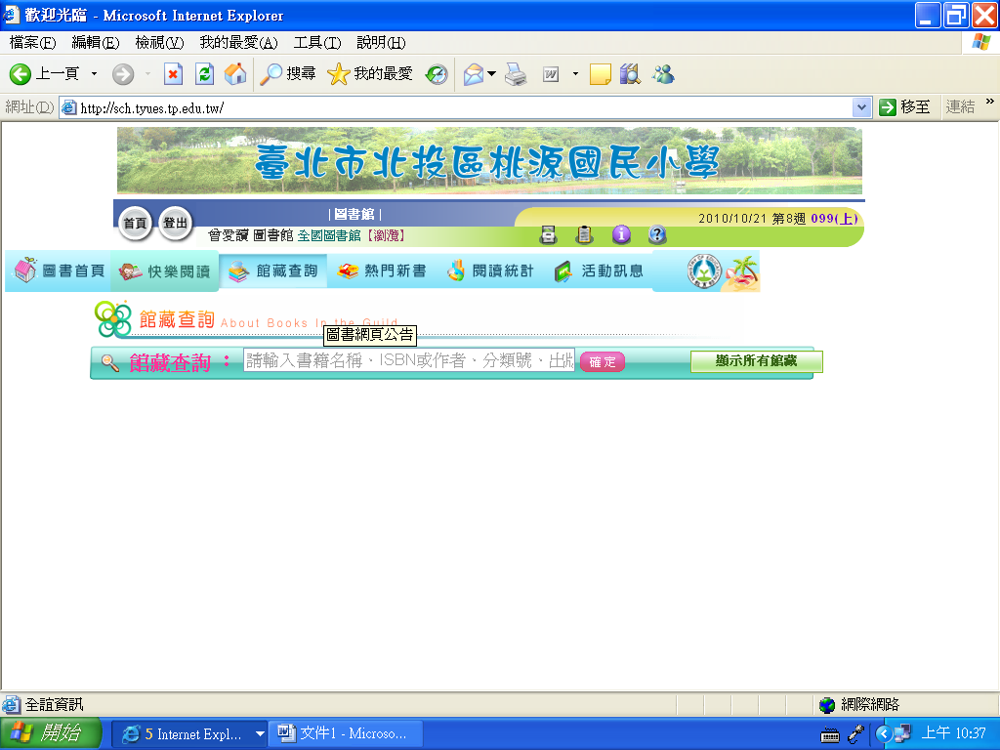 歡迎光臨 - Microsoft Internet Explorer
檔案(F) 編輯(E) 檢視(V) 我的最愛(A) 工具(T) 說明(H)
上一頁 搜尋 我的最愛
網址(D) http://sch.tyues.tp.edu.tw/ 移至 連結 »
臺北市北投區桃源國民小學
首頁 登出 | 圖書館 | 2010/10/21 第8週 099(上)
曾愛讀 圖書館 全國圖書館【瀏覽】
圖書首頁 快樂閱讀 館藏查詢 熱門新書 閱讀統計 活動訊息
館藏查詢 About Books In the Guild
圖書網頁公告
館藏查詢： 請輸入書籍名稱、ISBN或作者、分類號、出版 確定 顯示所有館藏
全誼資訊 網際網路
開始 5 Internet Expl... 文件1 - Microso... 上午 10:37